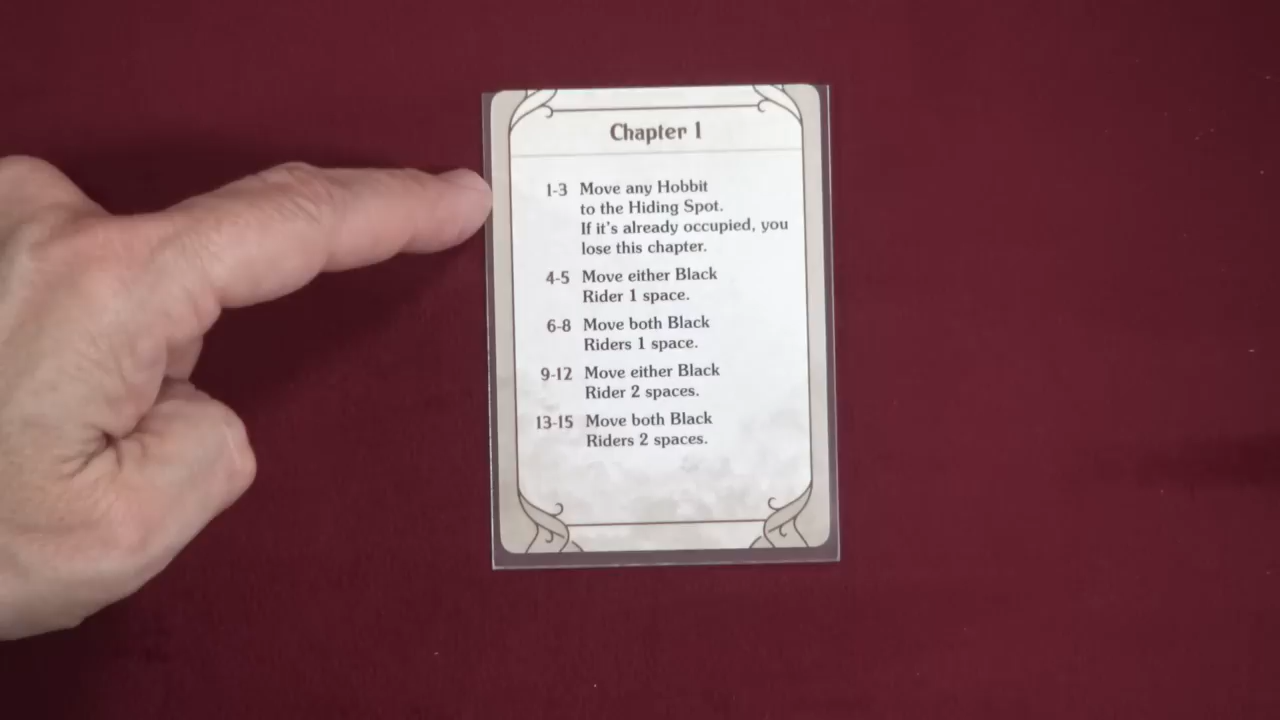 Chapter 1
1-3 Move any Hobbit
to the Hiding Spot.
If it's already occupied, you
lose this chapter.
4-5 Move either Black
Rider 1 space.
6-8 Move both Black
Riders 1 space.
9-12 Move either Black
Rider 2 spaces.
13-15 Move both Black
Riders 2 spaces.